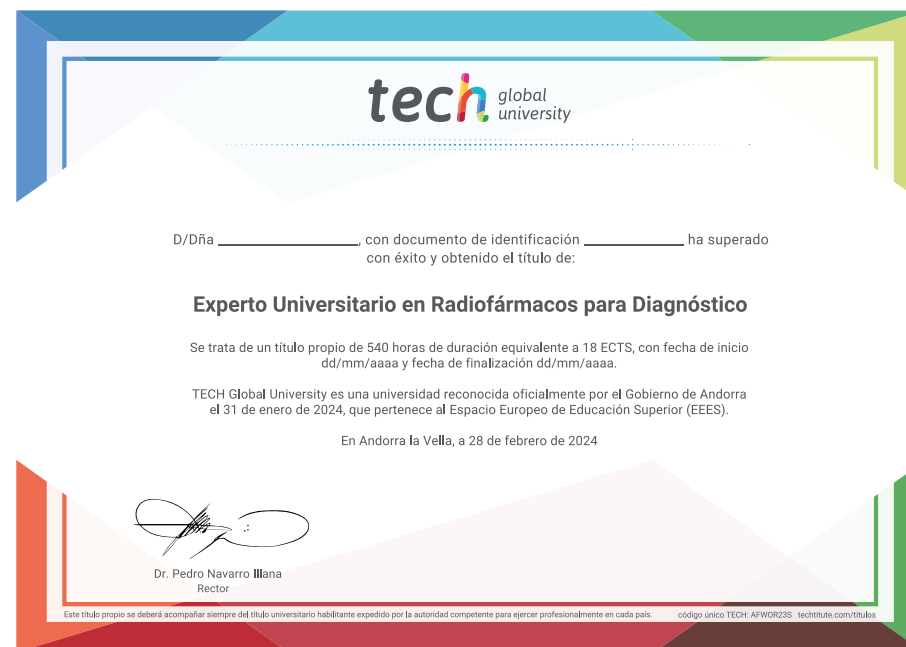 tech global university
D/Dña ____________________, con documento de identificación ______________ ha superado
con éxito y obtenido el título de:
Experto Universitario en Radiofármacos para Diagnóstico
Se trata de un título propio de 540 horas de duración equivalente a 18 ECTS, con fecha de inicio
dd/mm/aaaa y fecha de finalización dd/mm/aaaa.
TECH Global University es una universidad reconocida oficialmente por el Gobierno de Andorra
el 31 de enero de 2024, que pertenece al Espacio Europeo de Educación Superior (EEES).
En Andorra la Vella, a 28 de febrero de 2024
Dr. Pedro Navarro Illana
Rector
Este título propio se deberá acompañar siempre del título universitario habilitante expedido por la autoridad competente para ejercer profesionalmente en cada país. código único TECH: AFWOR23S techtitute.com/titulos